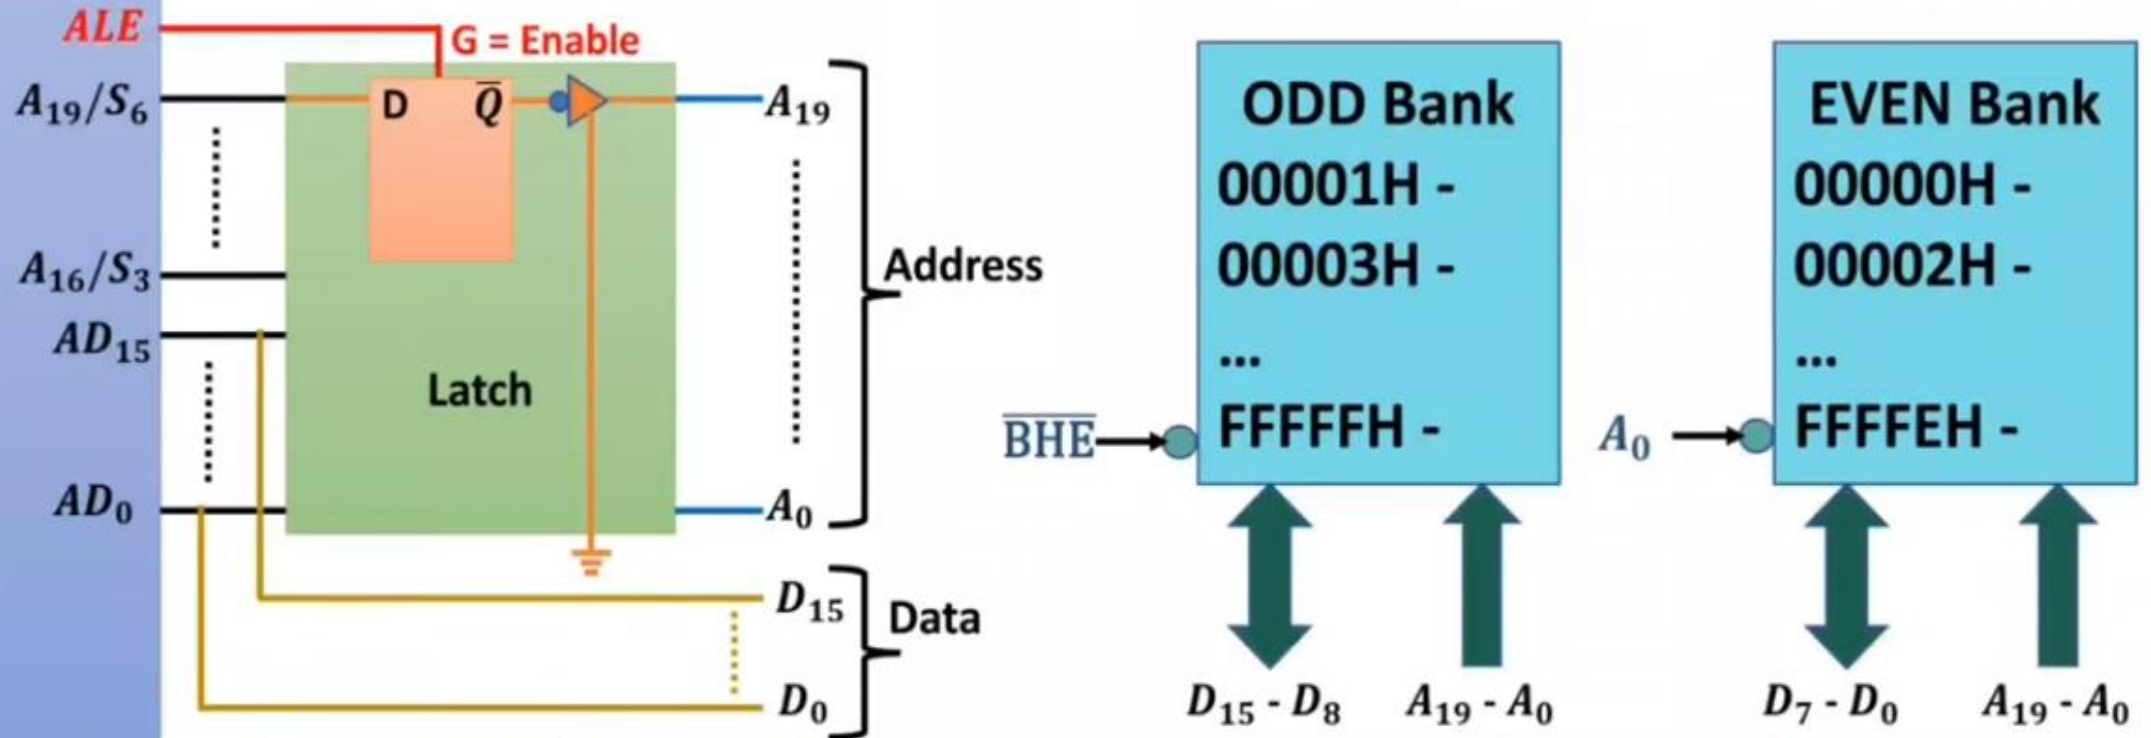 ALE
G = Enable
A₁₉/S₆
D
Q̅
A₁₉
A₁₆/S₃
AD₁₅
Latch
AD₀
A₀
Address
D₁₅
D₀
Data
ODD Bank
00001H -
00003H -
...
FFFFFH -
B̅H̅E̅
D₁₅ - D₈
A₁₉ - A₀
EVEN Bank
00000H -
00002H -
...
FFFFEH -
A₀
D₇ - D₀
A₁₉ - A₀